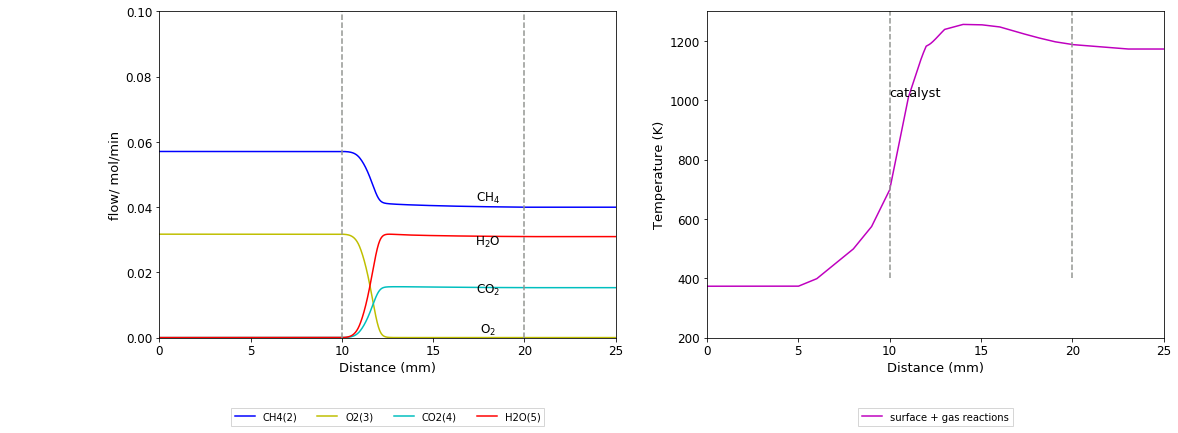 0.10
0.08
0.06
0.04
0.02
0.00
flow/ mol/min
CH4
H2O
CO2
O2
0 5 10 15 20 25
Distance (mm)
CH4(2) O2(3) CO2(4) H2O(5)
1200
1000
800
600
400
200
Temperature (K)
catalyst
0 5 10 15 20 25
Distance (mm)
surface + gas reactions